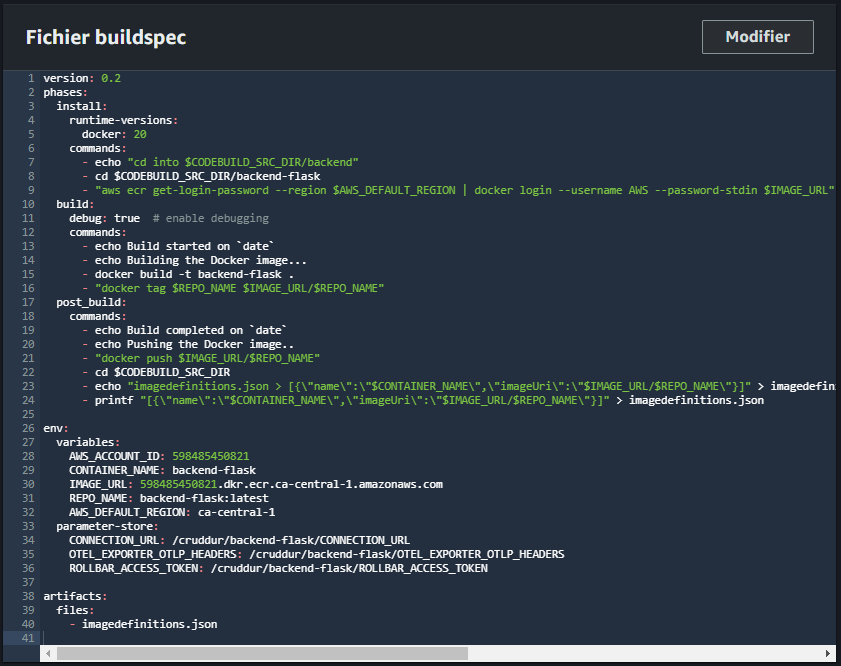 Fichier buildspec
Modifier
1 version: 0.2
2 phases:
3   install:
4     runtime-versions:
5       docker: 20
6     commands:
7       - echo "cd into $CODEBUILD_SRC_DIR/backend"
8       - cd $CODEBUILD_SRC_DIR/backend-flask
9       - "aws ecr get-login-password --region $AWS_DEFAULT_REGION | docker login --username AWS --password-stdin $IMAGE_URL"
10   build:
11     debug: true  # enable debugging
12     commands:
13       - echo Build started on `date`
14       - echo Building the Docker image...
15       - docker build -t backend-flask .
16       - "docker tag $REPO_NAME $IMAGE_URL/$REPO_NAME"
17   post_build:
18     commands:
19       - echo Build completed on `date`
20       - echo Pushing the Docker image..
21       - "docker push $IMAGE_URL/$REPO_NAME"
22       - cd $CODEBUILD_SRC_DIR
23       - echo "imagedefinitions.json > [{\"name\":\"$CONTAINER_NAME\",\"imageUri\":\"$IMAGE_URL/$REPO_NAME\"}]" > imagedefin
24       - printf "[{\"name\":\"$CONTAINER_NAME\",\"imageUri\":\"$IMAGE_URL/$REPO_NAME\"}]" > imagedefinitions.json
25
26 env:
27   variables:
28     AWS_ACCOUNT_ID: 598485450821
29     CONTAINER_NAME: backend-flask
30     IMAGE_URL: 598485450821.dkr.ecr.ca-central-1.amazonaws.com
31     REPO_NAME: backend-flask:latest
32     AWS_DEFAULT_REGION: ca-central-1
33   parameter-store:
34     CONNECTION_URL: /cruddur/backend-flask/CONNECTION_URL
35     OTEL_EXPORTER_OTLP_HEADERS: /cruddur/backend-flask/OTEL_EXPORTER_OTLP_HEADERS
36     ROLLBAR_ACCESS_TOKEN: /cruddur/backend-flask/ROLLBAR_ACCESS_TOKEN
37
38 artifacts:
39   files:
40     - imagedefinitions.json
41